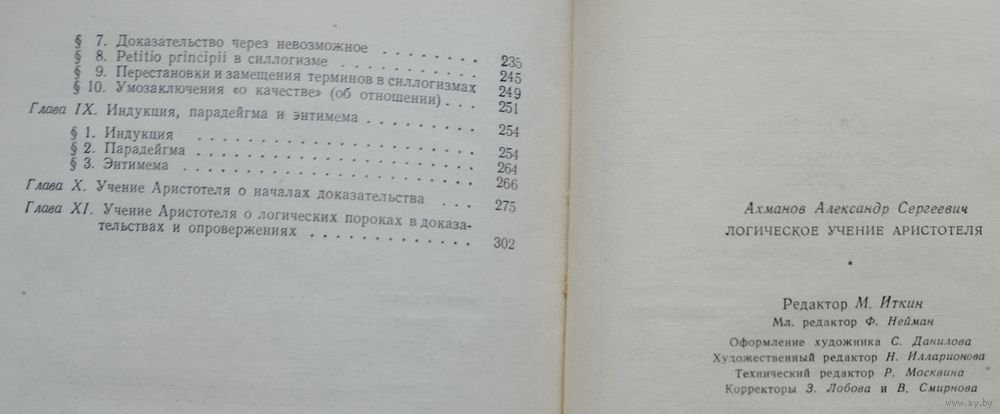 § 7. Доказательство через невозможное . . . . . . . . 235
§ 8. Petitio principii в силлогизме . . . . . . . . . . . 245
§ 9. Перестановки и замещения терминов в силлогизмах 249
§ 10. Умозаключения «о качестве» (об отношении) . . . 251
Глава IX. Индукция, парадейгма и энтимема . . . . . . . . . 254
§ 1. Индукция . . . . . . . . . . . . . . . . . . . 254
§ 2. Парадейгма . . . . . . . . . . . . . . . . . . 264
§ 3. Энтимема . . . . . . . . . . . . . . . . . . . 266
Глава X. Учение Аристотеля о началах доказательства . . . 275
Глава XI. Учение Аристотеля о логических пороках в доказа-
тельствах и опровержениях . . . . . . . . . . . . 302
Ахманов Александр Сергеевич
ЛОГИЧЕСКОЕ УЧЕНИЕ АРИСТОТЕЛЯ
•
Редактор М. Иткин
Мл. редактор Ф. Нейман
Оформление художника С. Данилова
Художественный редактор Н. Илларионова
Технический редактор Р. Москвина
Корректоры З. Лобова и В. Смирнова
www.ay.by